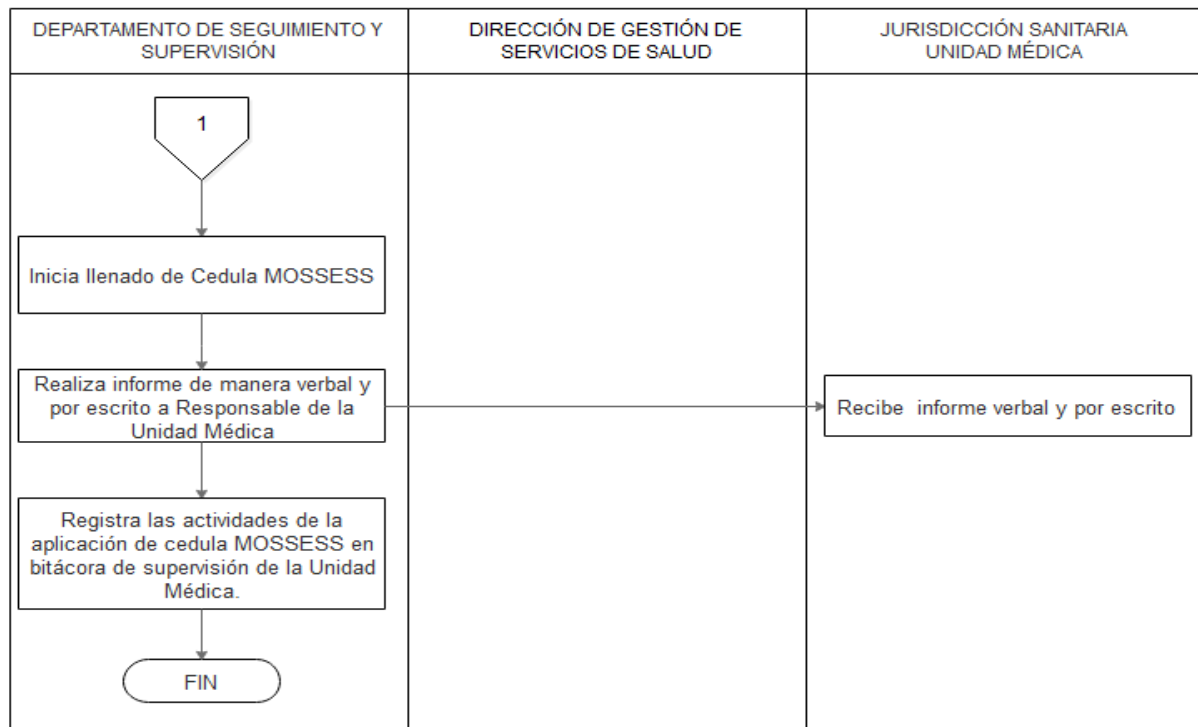 DEPARTAMENTO DE SEGUIMIENTO Y
SUPERVISIÓN
DIRECCIÓN DE GESTIÓN DE
SERVICIOS DE SALUD
JURISDICCIÓN SANITARIA
UNIDAD MÉDICA
1
Inicia llenado de Cedula MOSSESS
Realiza informe de manera verbal y
por escrito a Responsable de la
Unidad Médica
Recibe informe verbal y por escrito
Registra las actividades de la
aplicación de cedula MOSSESS en
bitácora de supervisión de la Unidad
Médica.
FIN